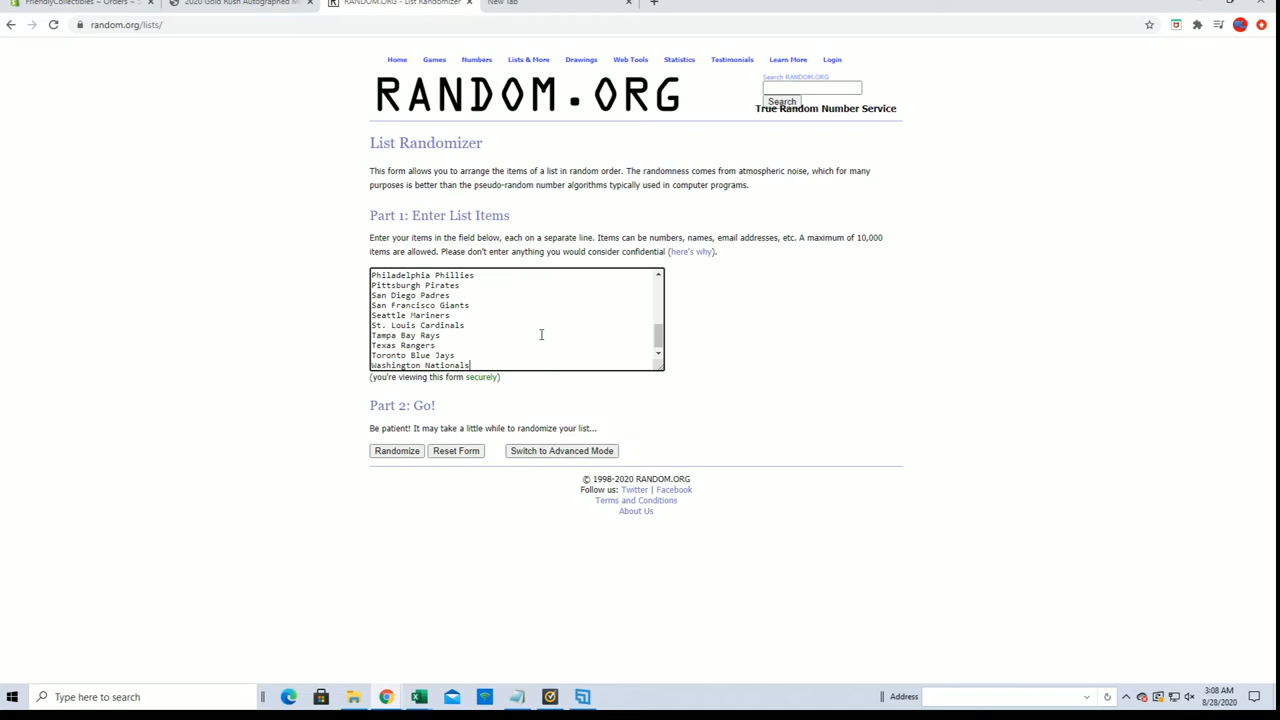 FriendlyCollectibles – Orders – S
2020 Gold Rush Autographed M
RANDOM.ORG - List Randomizer
New Tab
random.org/lists/
Home Games Numbers Lists & More Drawings Web Tools Statistics Testimonials Learn More Login
RANDOM.ORG
Search RANDOM.ORG
Search
True Random Number Service
List Randomizer
This form allows you to arrange the items of a list in random order. The randomness comes from atmospheric noise, which for many
purposes is better than the pseudo-random number algorithms typically used in computer programs.
Part 1: Enter List Items
Enter your items in the field below, each on a separate line. Items can be numbers, names, email addresses, etc. A maximum of 10,000
items are allowed. Please don't enter anything you would consider confidential (here's why).
Philadelphia Phillies
Pittsburgh Pirates
San Diego Padres
San Francisco Giants
Seattle Mariners
St. Louis Cardinals
Tampa Bay Rays
Texas Rangers
Toronto Blue Jays
Washington Nationals
(you're viewing this form securely)
Part 2: Go!
Be patient! It may take a little while to randomize your list...
Randomize Reset Form Switch to Advanced Mode
© 1998-2020 RANDOM.ORG
Follow us: Twitter | Facebook
Terms and Conditions
About Us
Type here to search
Address
3:08 AM
8/28/2020